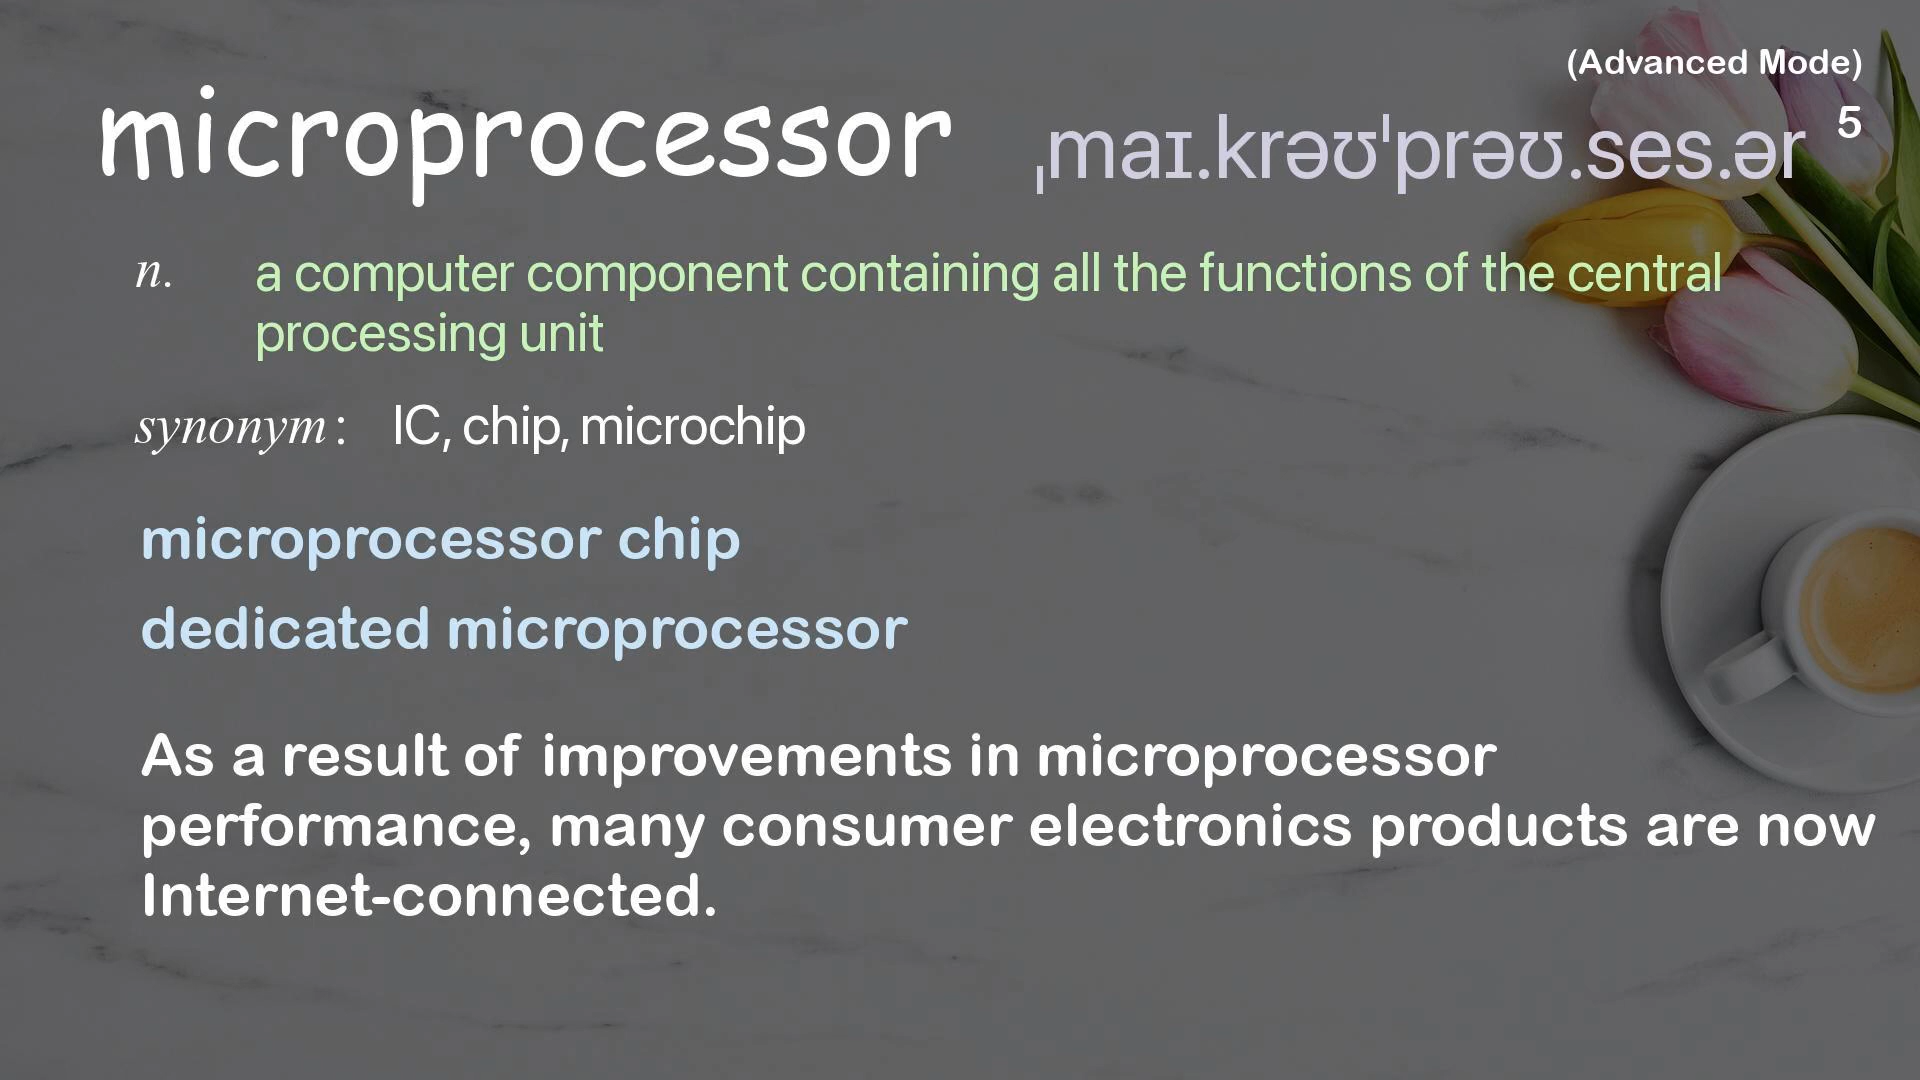 (Advanced Mode)
microprocessor ˌmaɪ.krəʊˈprəʊ.ses.ər 5
n. a computer component containing all the functions of the central
processing unit
synonym: IC, chip, microchip
microprocessor chip
dedicated microprocessor
As a result of improvements in microprocessor
performance, many consumer electronics products are now
Internet-connected.